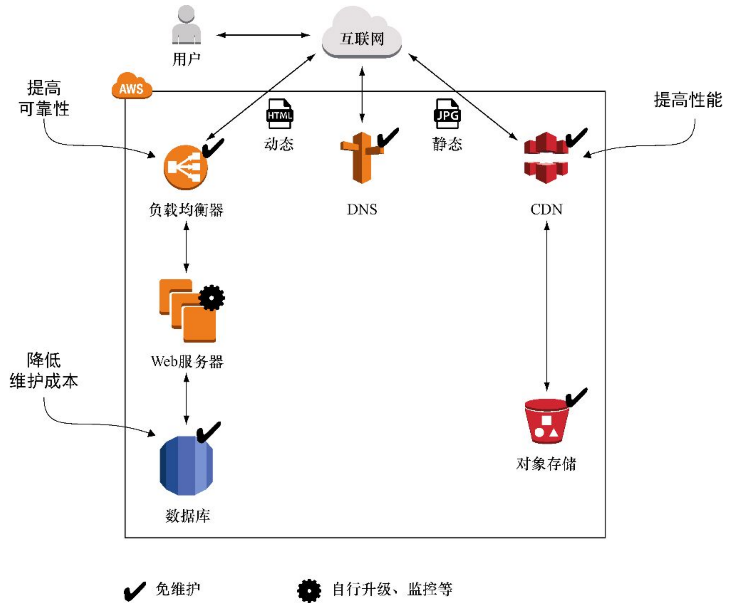 用户
互联网
AWS
提高
可靠性
HTML
动态
JPG
静态
提高性能
负载均衡器
DNS
CDN
Web服务器
降低
维护成本
对象存储
数据库
免维护
自行升级、监控等